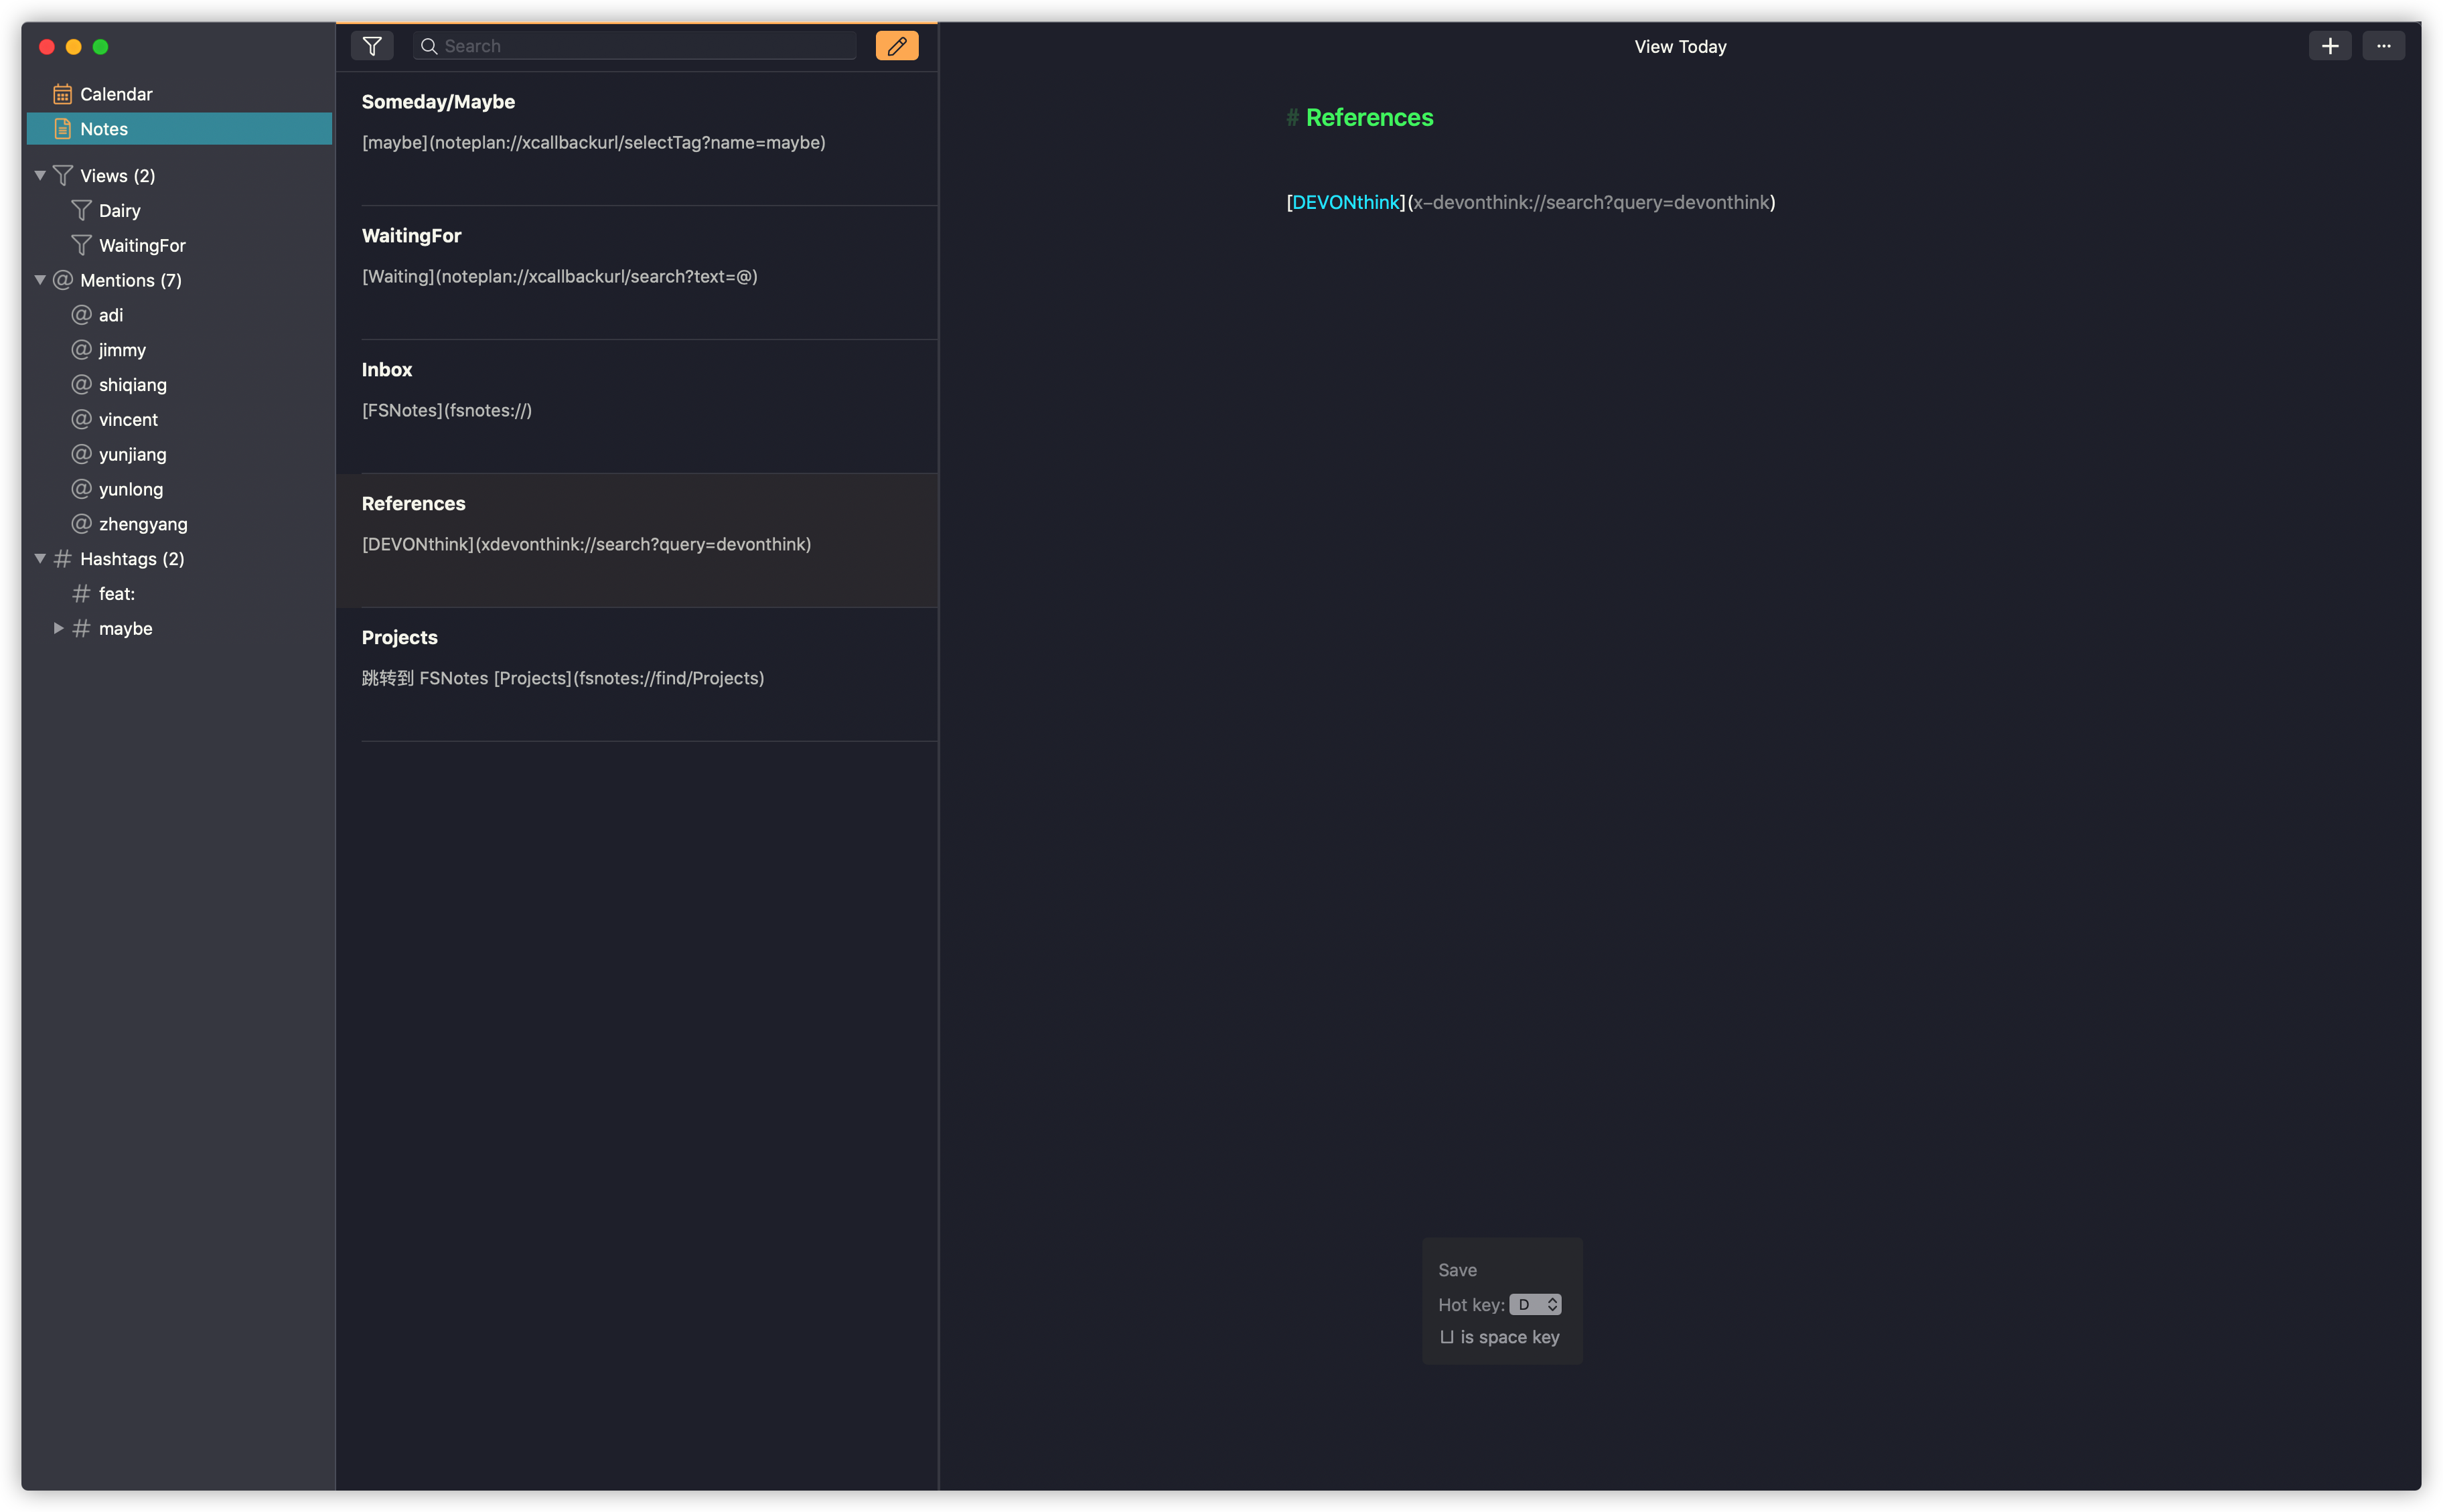 Calendar
Notes
Views (2)
Dairy
WaitingFor
@ Mentions (7)
@ adi
@ jimmy
@ shiqiang
@ vincent
@ yunjiang
@ yunlong
@ zhengyang
# Hashtags (2)
# feat:
# maybe
Search
Someday/Maybe
[maybe](noteplan://xcallbackurl/selectTag?name=maybe)
WaitingFor
[Waiting](noteplan://xcallbackurl/search?text=@)
Inbox
[FSNotes](fsnotes://)
References
[DEVONthink](xdevonthink://search?query=devonthink)
Projects
跳转到 FSNotes [Projects](fsnotes://find/Projects)
View Today
# References
[DEVONthink](x-devonthink://search?query=devonthink)
Save
Hot key: D
⌴ is space key